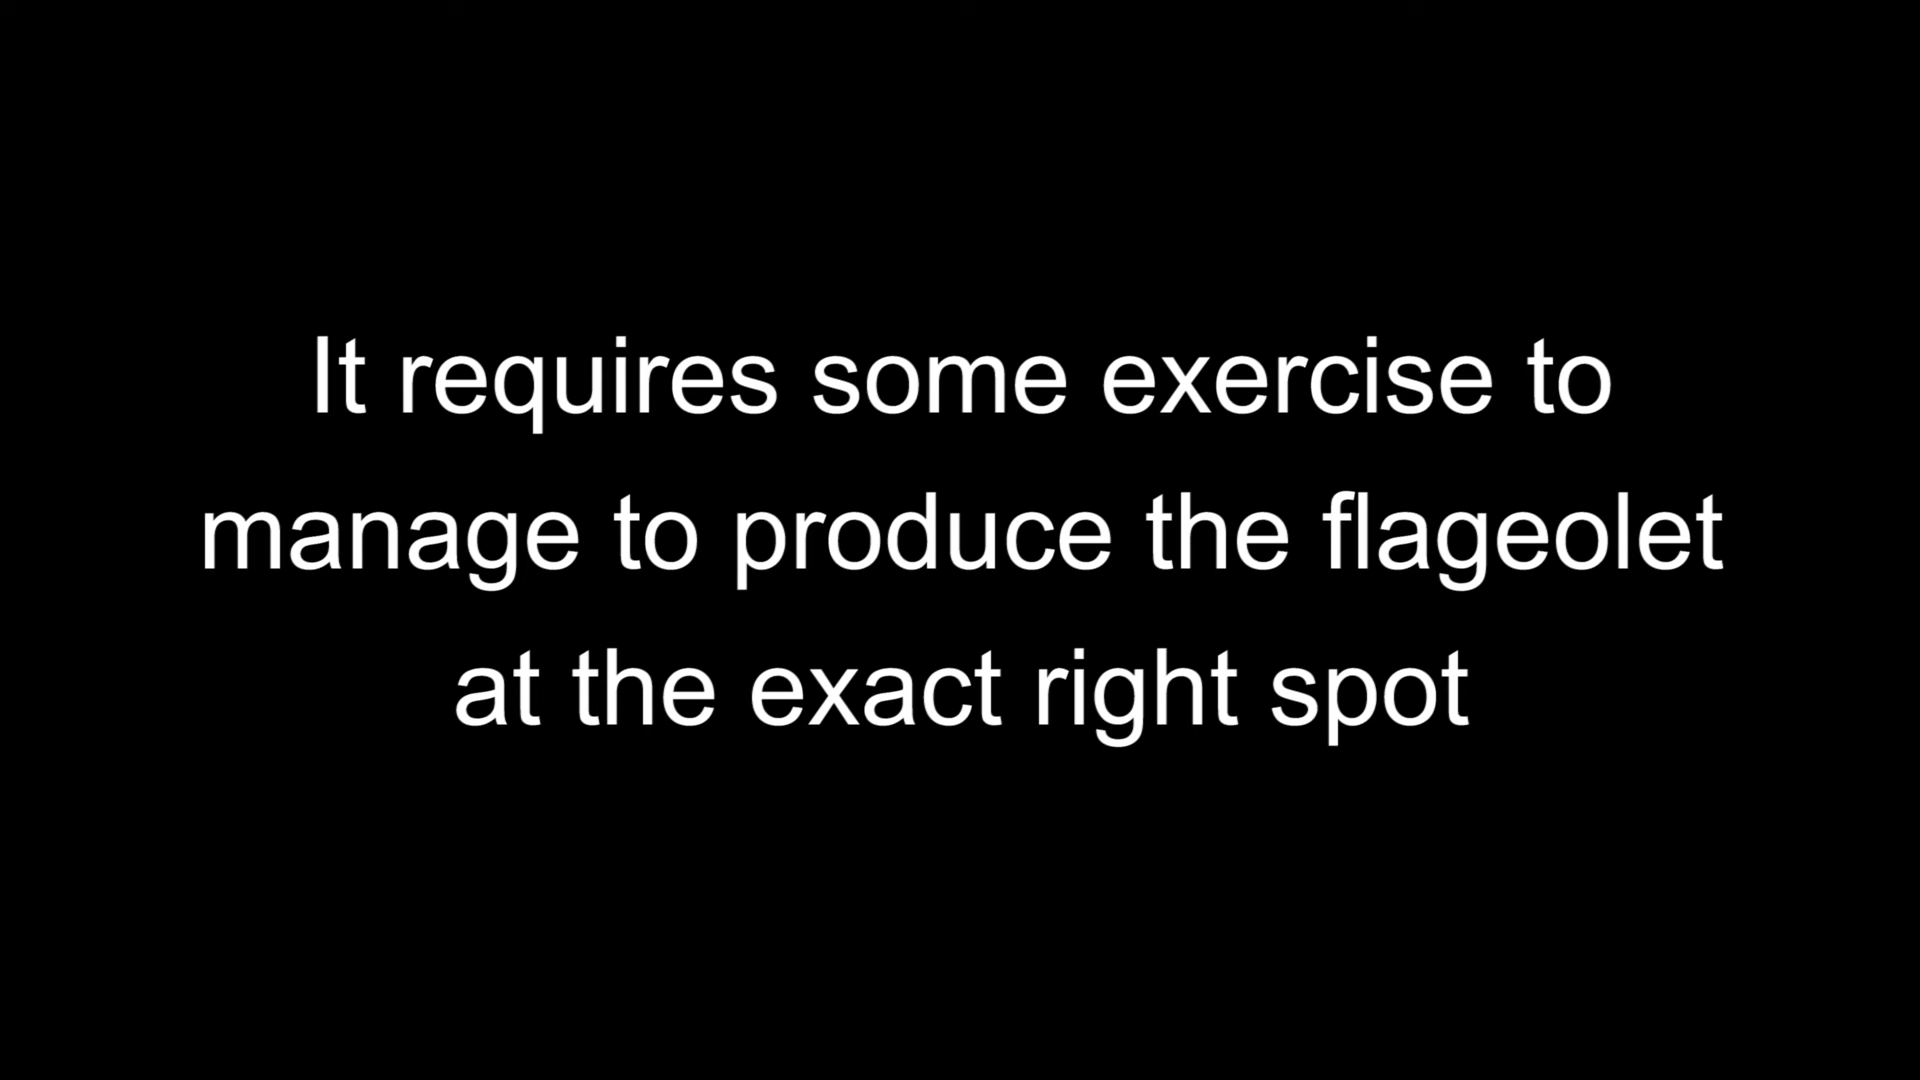 It requires some exercise to
manage to produce the flageolet
at the exact right spot